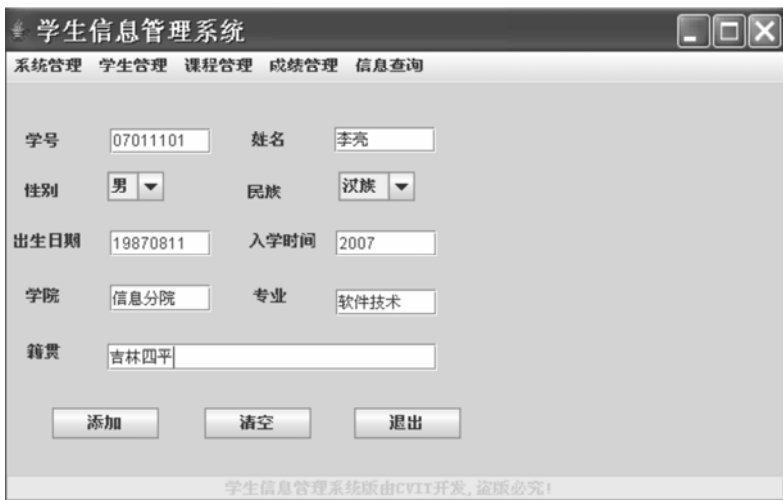 学生信息管理系统
系统管理 学生管理 课程管理 成绩管理 信息查询
学号 07011101 姓名 李亮
性别 男 民族 汉族
出生日期 19870811 入学时间 2007
学院 信息分院 专业 软件技术
籍贯 吉林四平
添加 清空 退出
学生信息管理系统版由CVIT开发,盗版必究!